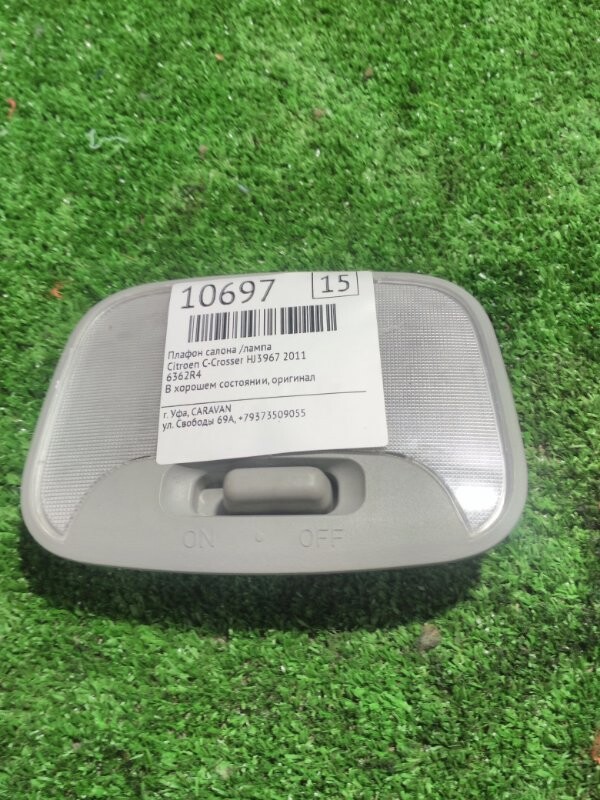 10697 15
Плафон салона /лампа
Citroen C-Crosser HJ3967 2011
6362R4
В хорошем состоянии, оригинал
г. Уфа, CARAVAN
ул. Свободы 69А, +79373509055
ON OFF